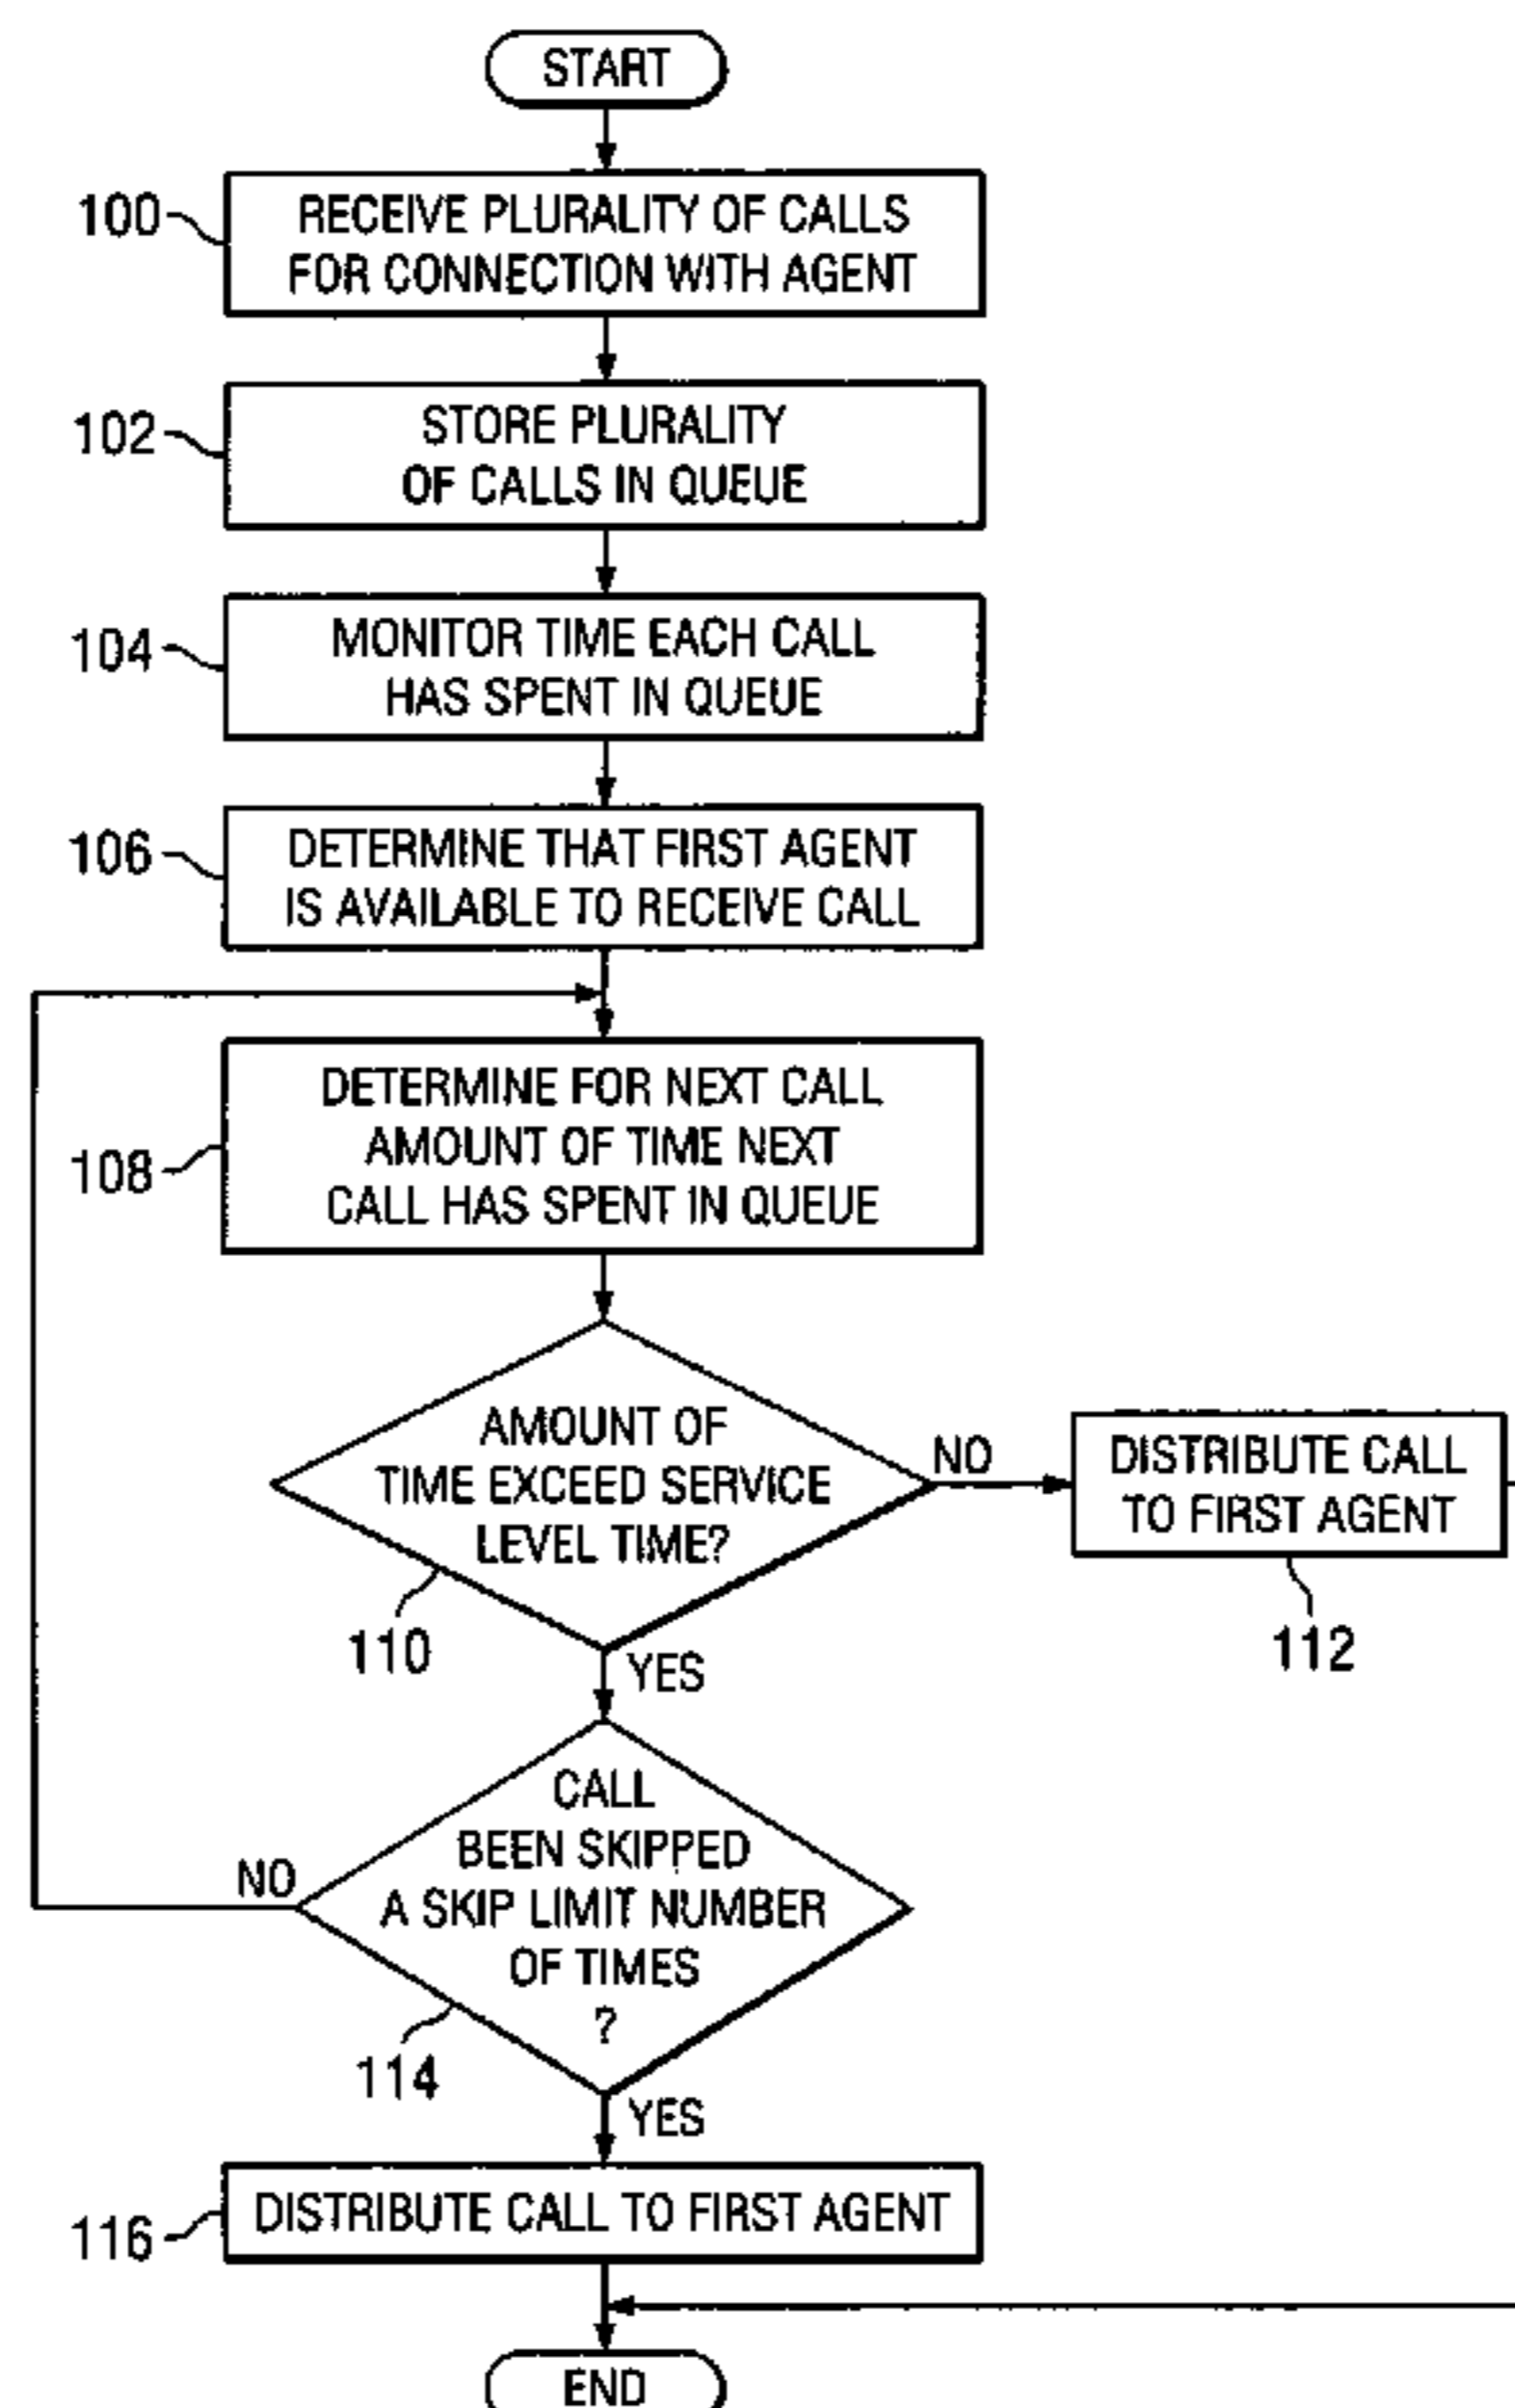 START
100
RECEIVE PLURALITY OF CALLS
FOR CONNECTION WITH AGENT
102
STORE PLURALITY
OF CALLS IN QUEUE
104
MONITOR TIME EACH CALL
HAS SPENT IN QUEUE
106
DETERMINE THAT FIRST AGENT
IS AVAILABLE TO RECEIVE CALL
108
DETERMINE FOR NEXT CALL
AMOUNT OF TIME NEXT
CALL HAS SPENT IN QUEUE
AMOUNT OF
TIME EXCEED SERVICE
LEVEL TIME?
110
NO
DISTRIBUTE CALL
TO FIRST AGENT
112
YES
CALL
BEEN SKIPPED
A SKIP LIMIT NUMBER
OF TIMES
?
NO
114
YES
116
DISTRIBUTE CALL TO FIRST AGENT
END